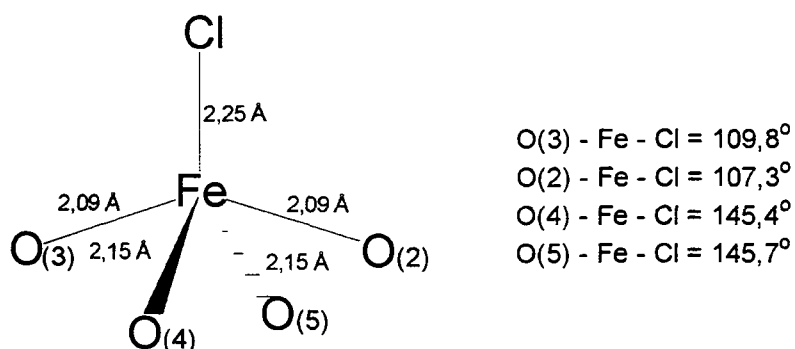 Cl
2,25 Å
Fe
2,09 Å
2,09 Å
O(3)
2,15 Å
2,15 Å
O(2)
O(4)
O(5)
O(3) - Fe - Cl = 109,8°
O(2) - Fe - Cl = 107,3°
O(4) - Fe - Cl = 145,4°
O(5) - Fe - Cl = 145,7°